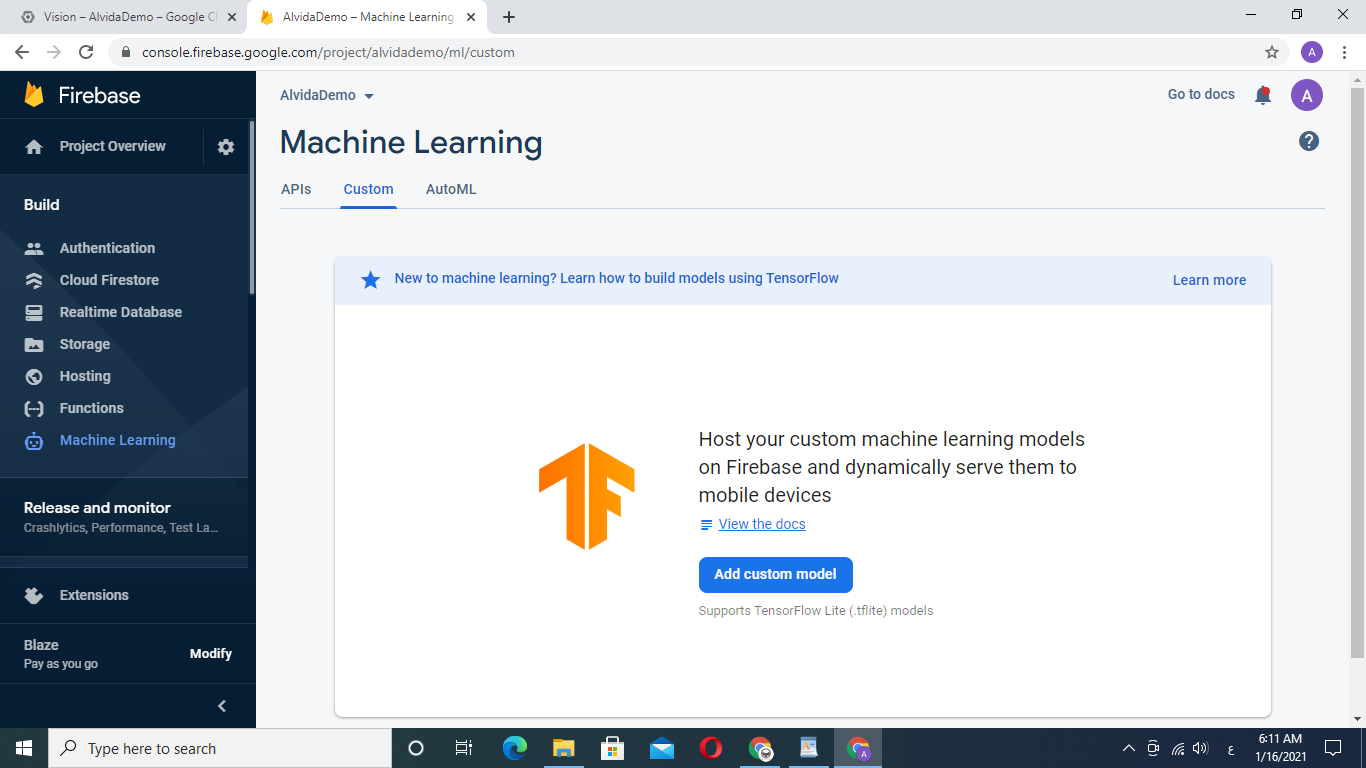 Vision – AlvidaDemo – Google Cl
AlvidaDemo – Machine Learning
console.firebase.google.com/project/alvidademo/ml/custom
A
Firebase
AlvidaDemo
Go to docs
A
Project Overview
Machine Learning
?
APIs
Custom
AutoML
Build
Authentication
Cloud Firestore
Realtime Database
Storage
Hosting
Functions
Machine Learning
Release and monitor
Crashlytics, Performance, Test La...
Extensions
Blaze
Pay as you go
Modify
New to machine learning? Learn how to build models using TensorFlow
Learn more
Host your custom machine learning models
on Firebase and dynamically serve them to
mobile devices
View the docs
Add custom model
Supports TensorFlow Lite (.tflite) models
Type here to search
A
ع
6:11 AM
1/16/2021